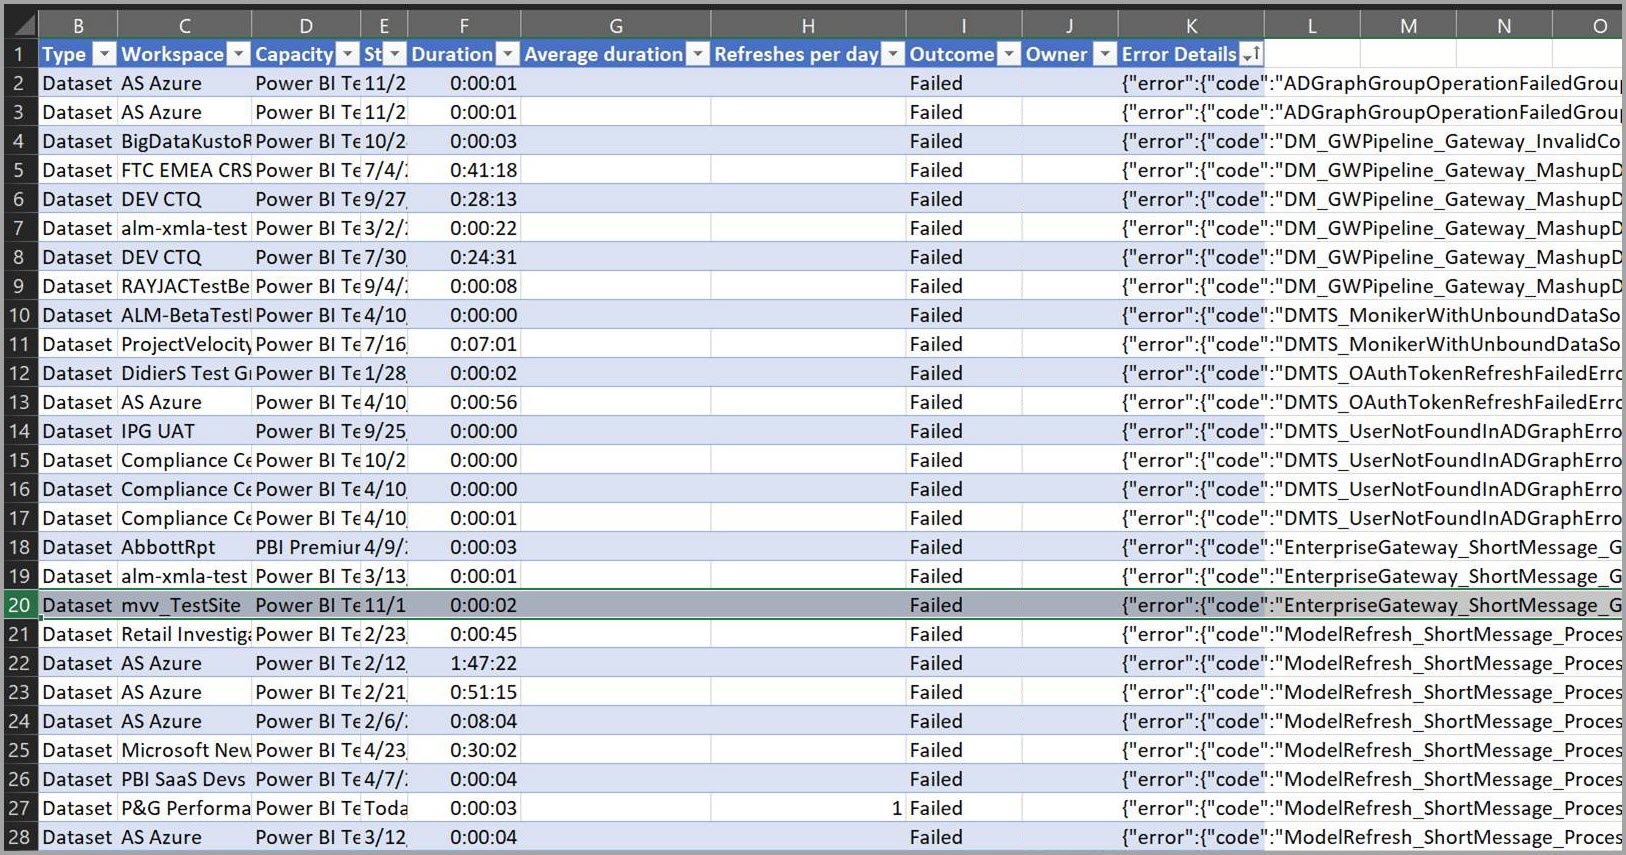 B C D E F G H I J K L M N O
1 Type Workspace Capacity St Duration Average duration Refreshes per day Outcome Owner Error Details
2 Dataset AS Azure Power BI Te 11/2 0:00:01 Failed {"error":{"code":"ADGraphGroupOperationFailedGrou
3 Dataset AS Azure Power BI Te 11/2 0:00:01 Failed {"error":{"code":"ADGraphGroupOperationFailedGrou
4 Dataset BigDataKustoR Power BI Te 10/2 0:00:03 Failed {"error":{"code":"DM_GWPipeline_Gateway_InvalidCo
5 Dataset FTC EMEA CRS Power BI Te 7/4/ 0:41:18 Failed {"error":{"code":"DM_GWPipeline_Gateway_MashupD
6 Dataset DEV CTQ Power BI Te 9/27 0:28:13 Failed {"error":{"code":"DM_GWPipeline_Gateway_MashupD
7 Dataset alm-xmla-test Power BI Te 3/2/ 0:00:22 Failed {"error":{"code":"DM_GWPipeline_Gateway_MashupD
8 Dataset DEV CTQ Power BI Te 7/30 0:24:31 Failed {"error":{"code":"DM_GWPipeline_Gateway_MashupD
9 Dataset RAYJACTestBe Power BI Te 9/4/ 0:00:08 Failed {"error":{"code":"DM_GWPipeline_Gateway_MashupD
10 Dataset ALM-BetaTest Power BI Te 4/10 0:00:00 Failed {"error":{"code":"DMTS_MonikerWithUnboundDataSo
11 Dataset ProjectVelocity Power BI Te 7/16 0:07:01 Failed {"error":{"code":"DMTS_MonikerWithUnboundDataSo
12 Dataset DidierS Test Gr Power BI Te 1/28 0:00:02 Failed {"error":{"code":"DMTS_OAuthTokenRefreshFailedErro
13 Dataset AS Azure Power BI Te 4/10 0:00:56 Failed {"error":{"code":"DMTS_OAuthTokenRefreshFailedErro
14 Dataset IPG UAT Power BI Te 9/25 0:00:00 Failed {"error":{"code":"DMTS_UserNotFoundInADGraphErro
15 Dataset Compliance Ce Power BI Te 10/2 0:00:00 Failed {"error":{"code":"DMTS_UserNotFoundInADGraphErro
16 Dataset Compliance Ce Power BI Te 4/10 0:00:00 Failed {"error":{"code":"DMTS_UserNotFoundInADGraphErro
17 Dataset Compliance Ce Power BI Te 4/10 0:00:01 Failed {"error":{"code":"DMTS_UserNotFoundInADGraphErro
18 Dataset AbbottRpt PBI Premiur 4/9/ 0:00:03 Failed {"error":{"code":"EnterpriseGateway_ShortMessage_G
19 Dataset alm-xmla-test Power BI Te 3/13 0:00:01 Failed {"error":{"code":"EnterpriseGateway_ShortMessage_G
20 Dataset mvv_TestSite Power BI Te 11/1 0:00:02 Failed {"error":{"code":"EnterpriseGateway_ShortMessage_G
21 Dataset Retail Investiga Power BI Te 2/23 0:00:45 Failed {"error":{"code":"ModelRefresh_ShortMessage_Proces
22 Dataset AS Azure Power BI Te 2/12 1:47:22 Failed {"error":{"code":"ModelRefresh_ShortMessage_Proces
23 Dataset AS Azure Power BI Te 2/21 0:51:15 Failed {"error":{"code":"ModelRefresh_ShortMessage_Proces
24 Dataset AS Azure Power BI Te 2/6/ 0:08:04 Failed {"error":{"code":"ModelRefresh_ShortMessage_Proces
25 Dataset Microsoft New Power BI Te 4/23 0:30:02 Failed {"error":{"code":"ModelRefresh_ShortMessage_Proces
26 Dataset PBI SaaS Devs Power BI Te 4/7/ 0:00:04 Failed {"error":{"code":"ModelRefresh_ShortMessage_Proces
27 Dataset P&G Performa Power BI Te Toda 0:00:03 1 Failed {"error":{"code":"ModelRefresh_ShortMessage_Proces
28 Dataset AS Azure Power BI Te 3/12 0:00:04 Failed {"error":{"code":"ModelRefresh_ShortMessage_Proces